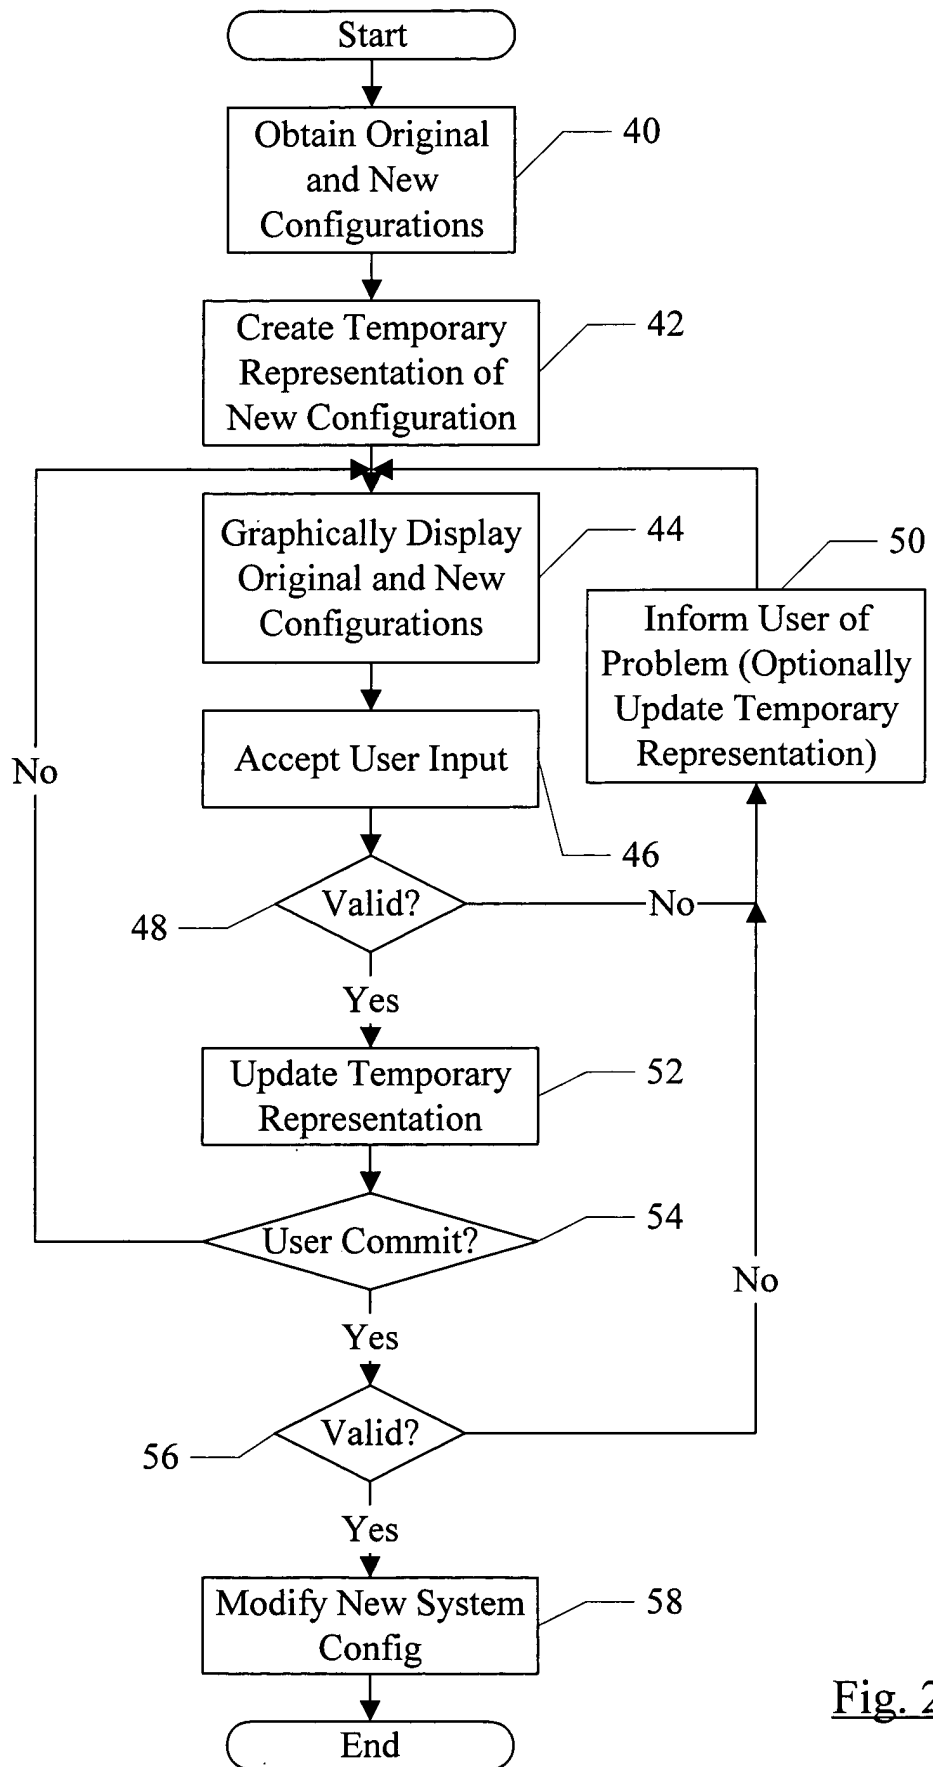 Start
Obtain Original
and New
Configurations
40
Create Temporary
Representation of
New Configuration
42
Graphically Display
Original and New
Configurations
44
50
Inform User of
Problem (Optionally
Update Temporary
Representation)
Accept User Input
46
No
Valid?
48
No
Yes
Update Temporary
Representation
52
User Commit?
54
No
Yes
Valid?
56
Yes
Modify New System
Config
58
End
Fig. 2